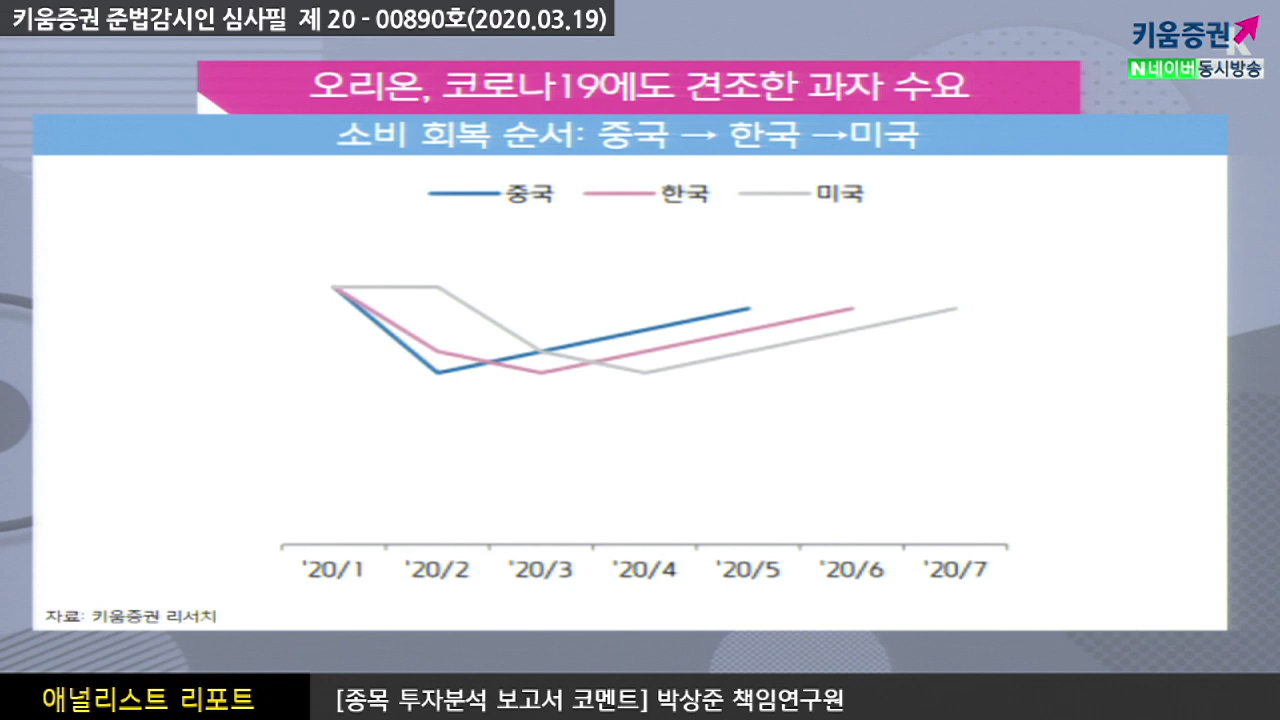 키움증권 준법감시인 심사필 제 20 - 00890호(2020.03.19)
키움증권
N 네이버 동시방송
오리온, 코로나19에도 견조한 과자 수요
소비 회복 순서: 중국 → 한국 →미국
중국 한국 미국
'20/1 '20/2 '20/3 '20/4 '20/5 '20/6 '20/7
자료: 키움증권 리서치
애널리스트 리포트 [종목 투자분석 보고서 코멘트] 박상준 책임연구원